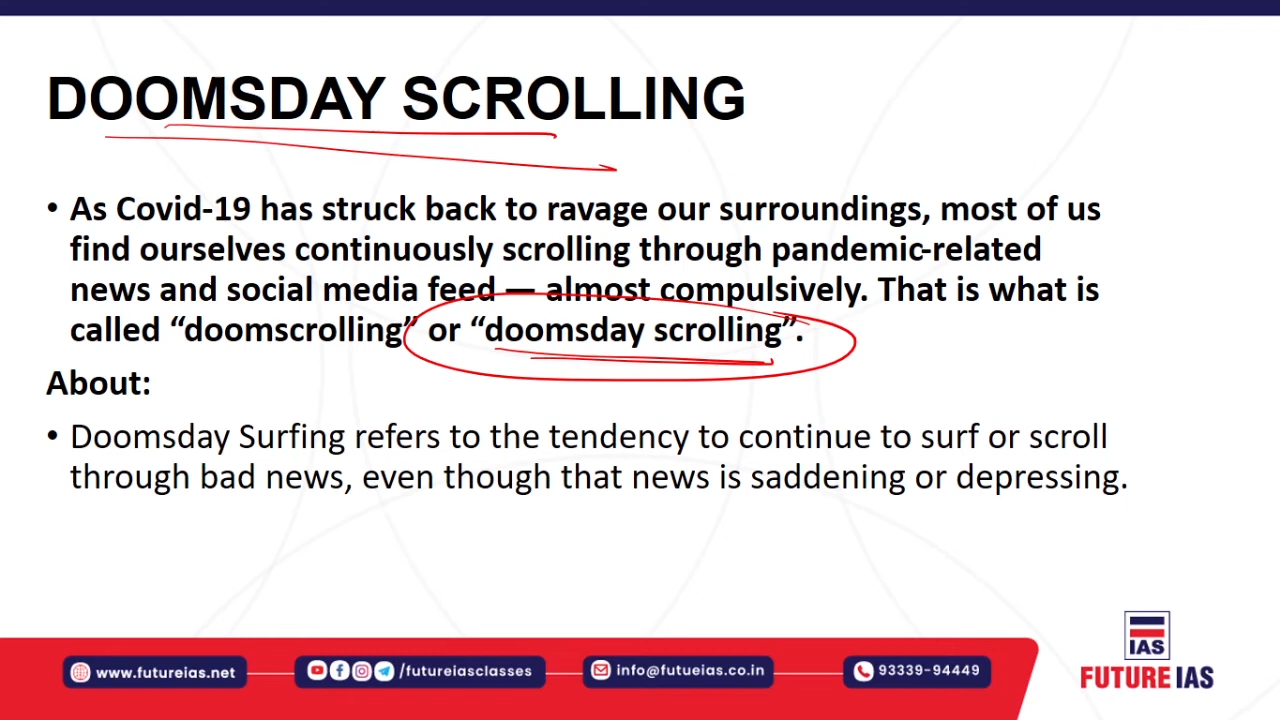 DOOMSDAY SCROLLING
• As Covid-19 has struck back to ravage our surroundings, most of us
find ourselves continuously scrolling through pandemic-related
news and social media feed — almost compulsively. That is what is
called “doomscrolling” or “doomsday scrolling”.
About:
• Doomsday Surfing refers to the tendency to continue to surf or scroll
through bad news, even though that news is saddening or depressing.
IAS
FUTURE IAS
www.futureias.net
/futureiasclasses
info@futueias.co.in
93339-94449